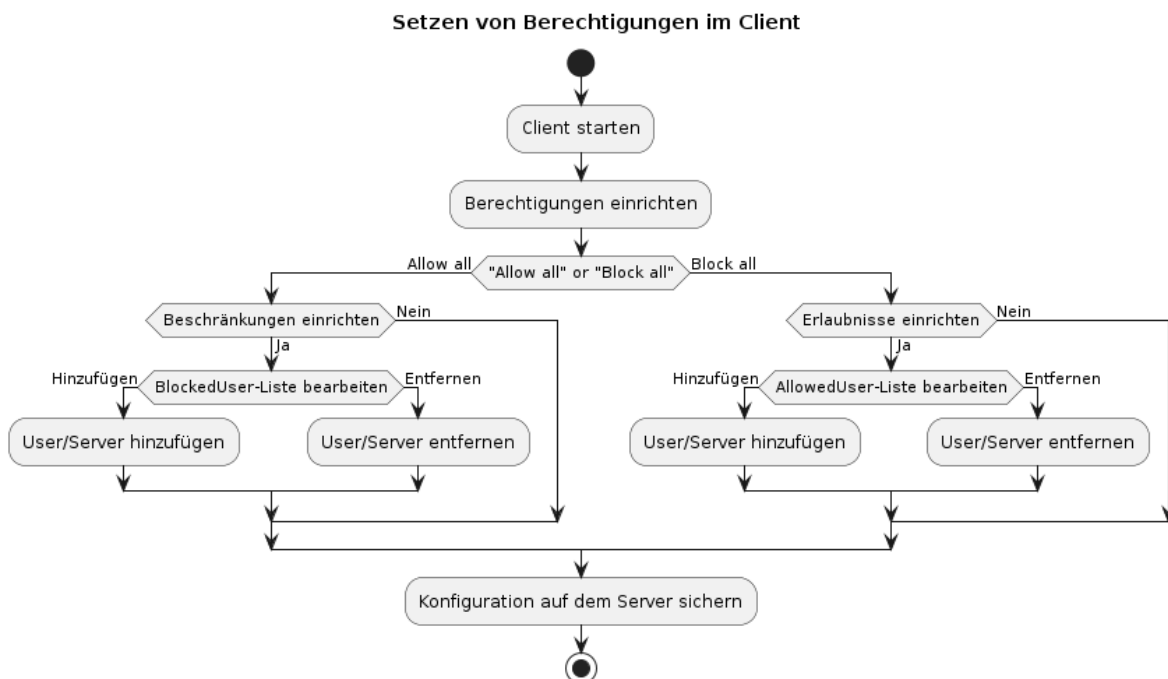 Setzen von Berechtigungen im Client
Client starten
Berechtigungen einrichten
Allow all
"Allow all" or "Block all"
Block all
Beschränkungen einrichten
Nein
Ja
Hinzufügen
BlockedUser-Liste bearbeiten
Entfernen
User/Server hinzufügen
User/Server entfernen
Erlaubnisse einrichten
Nein
Ja
Hinzufügen
AllowedUser-Liste bearbeiten
Entfernen
User/Server hinzufügen
User/Server entfernen
Konfiguration auf dem Server sichern